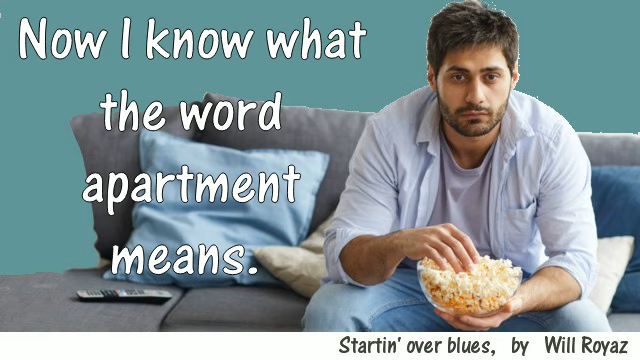 Now I know what
the word
apartment
means.
Startin' over blues, by Will Royaz